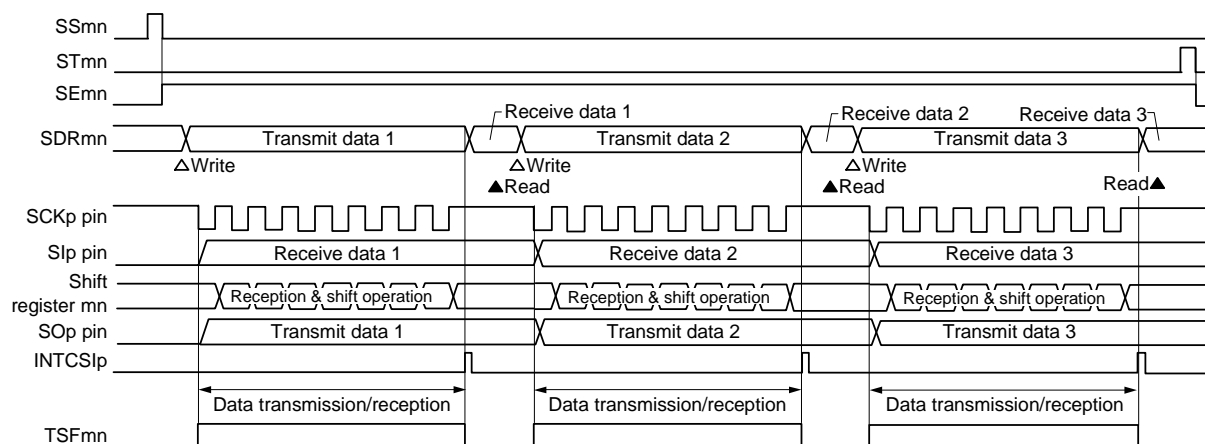 SSmn
STmn
SEmn
Receive data 1
Receive data 2 Receive data 3
SDRmn Transmit data 1 Transmit data 2 Transmit data 3
△Write △Write △Write
▲Read ▲Read Read▲
SCKp pin
SIp pin Receive data 1 Receive data 2 Receive data 3
Shift
register mn Reception & shift operation Reception & shift operation Reception & shift operation
SOp pin Transmit data 1 Transmit data 2 Transmit data 3
INTCSIp
Data transmission/reception Data transmission/reception Data transmission/reception
TSFmn